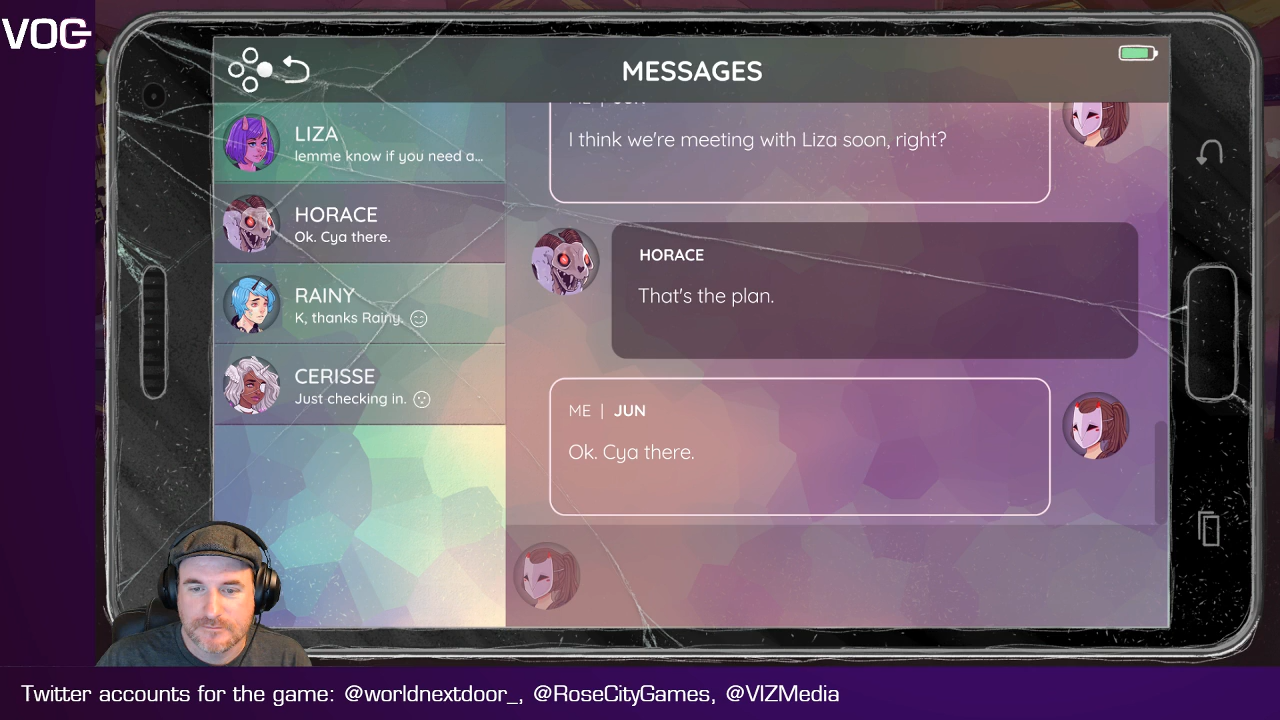 VOG
MESSAGES
LIZA
lemme know if you need a...
HORACE
Ok. Cya there.
RAINY
K, thanks Rainy.
CERISSE
Just checking in.
ME | JUN
I think we're meeting with Liza soon, right?
HORACE
That's the plan.
ME | JUN
Ok. Cya there.
Twitter accounts for the game: @worldnextdoor_, @RoseCityGames, @VIZMedia